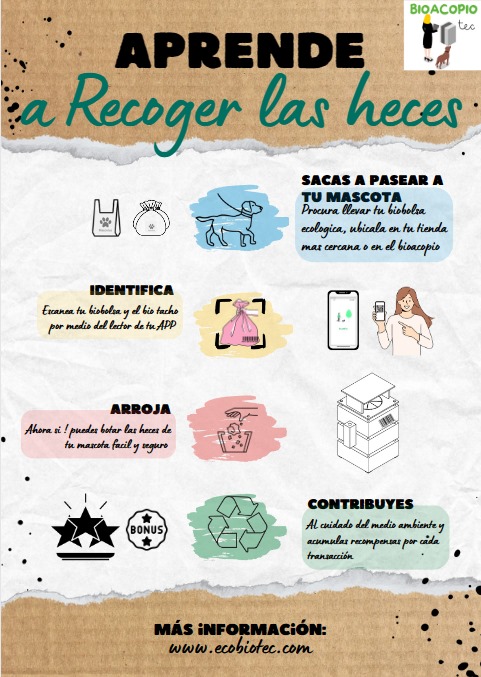 BIOACOPIO
tec
APRENDE
a Recoger las heces
SACAS A PASEAR A
TU MASCOTA
Procura llevar tu biobolsa
ecologica, ubicala en tu tienda
mas cercana o en el bioacopio
IDENTIFICA
Escanea tu biobolsa y el bio tacho
por medio del lector de tu APP
ARROJA
Ahora si ! puedes botar las heces de
tu mascota facil y seguro
BONUS
CONTRIBUYES
Al cuidado del medio ambiente y
acumulas recompensas por cada
transacción
MÁS INFORMACIÓN:
www.ecobiotec.com